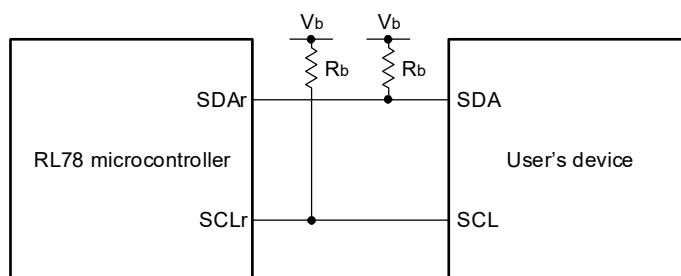 Vb Vb
Rb Rb
SDAr SDA
RL78 microcontroller User’s device
SCLr SCL